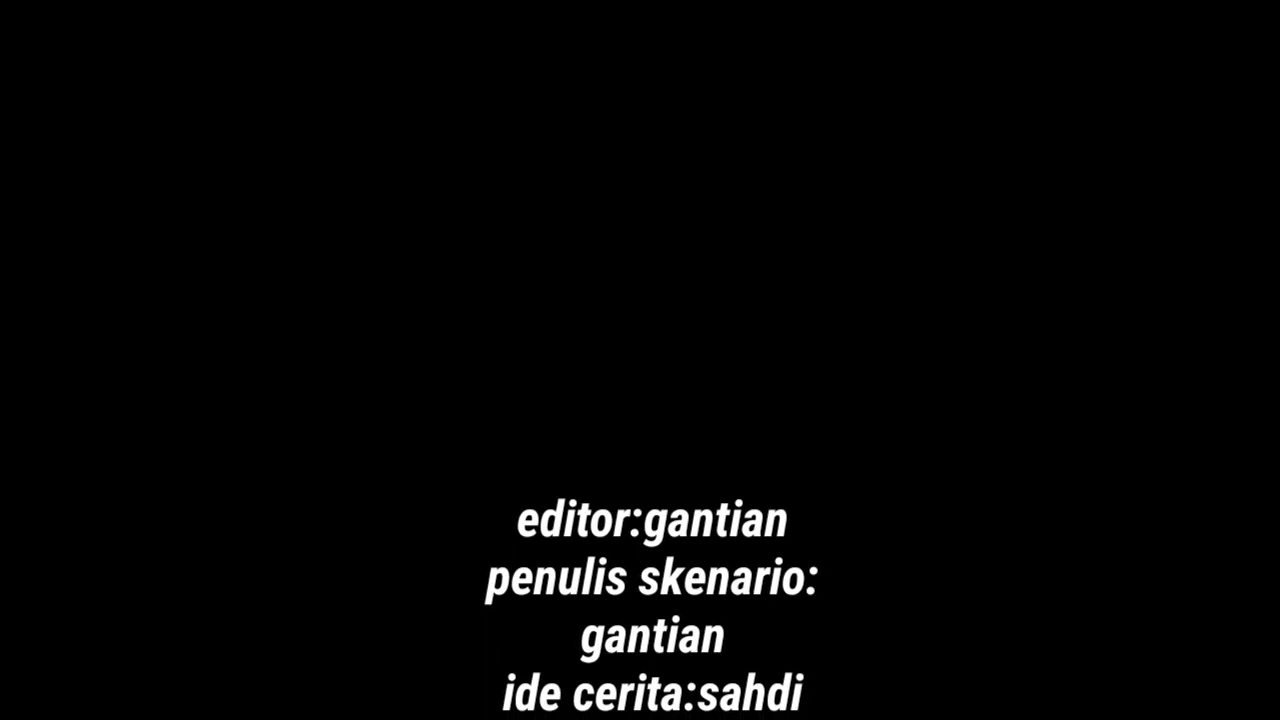 editor:gantian
penulis skenario:
gantian
ide cerita:sahdi